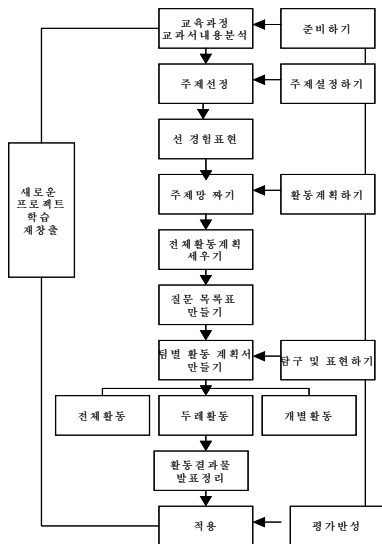 교육과정
교과서내용분석
준비하기
주제선정
주제설정하기
선 경험표현
새로운
프로젝트
학습
재창출
주제망 짜기
활동계획하기
전체활동계획
세우기
질문 목록표
만들기
팀별 활동 계획서
만들기
탐구 및 표현하기
전체활동
두레활동
개별활동
활동결과물
발표정리
적용
평가반성